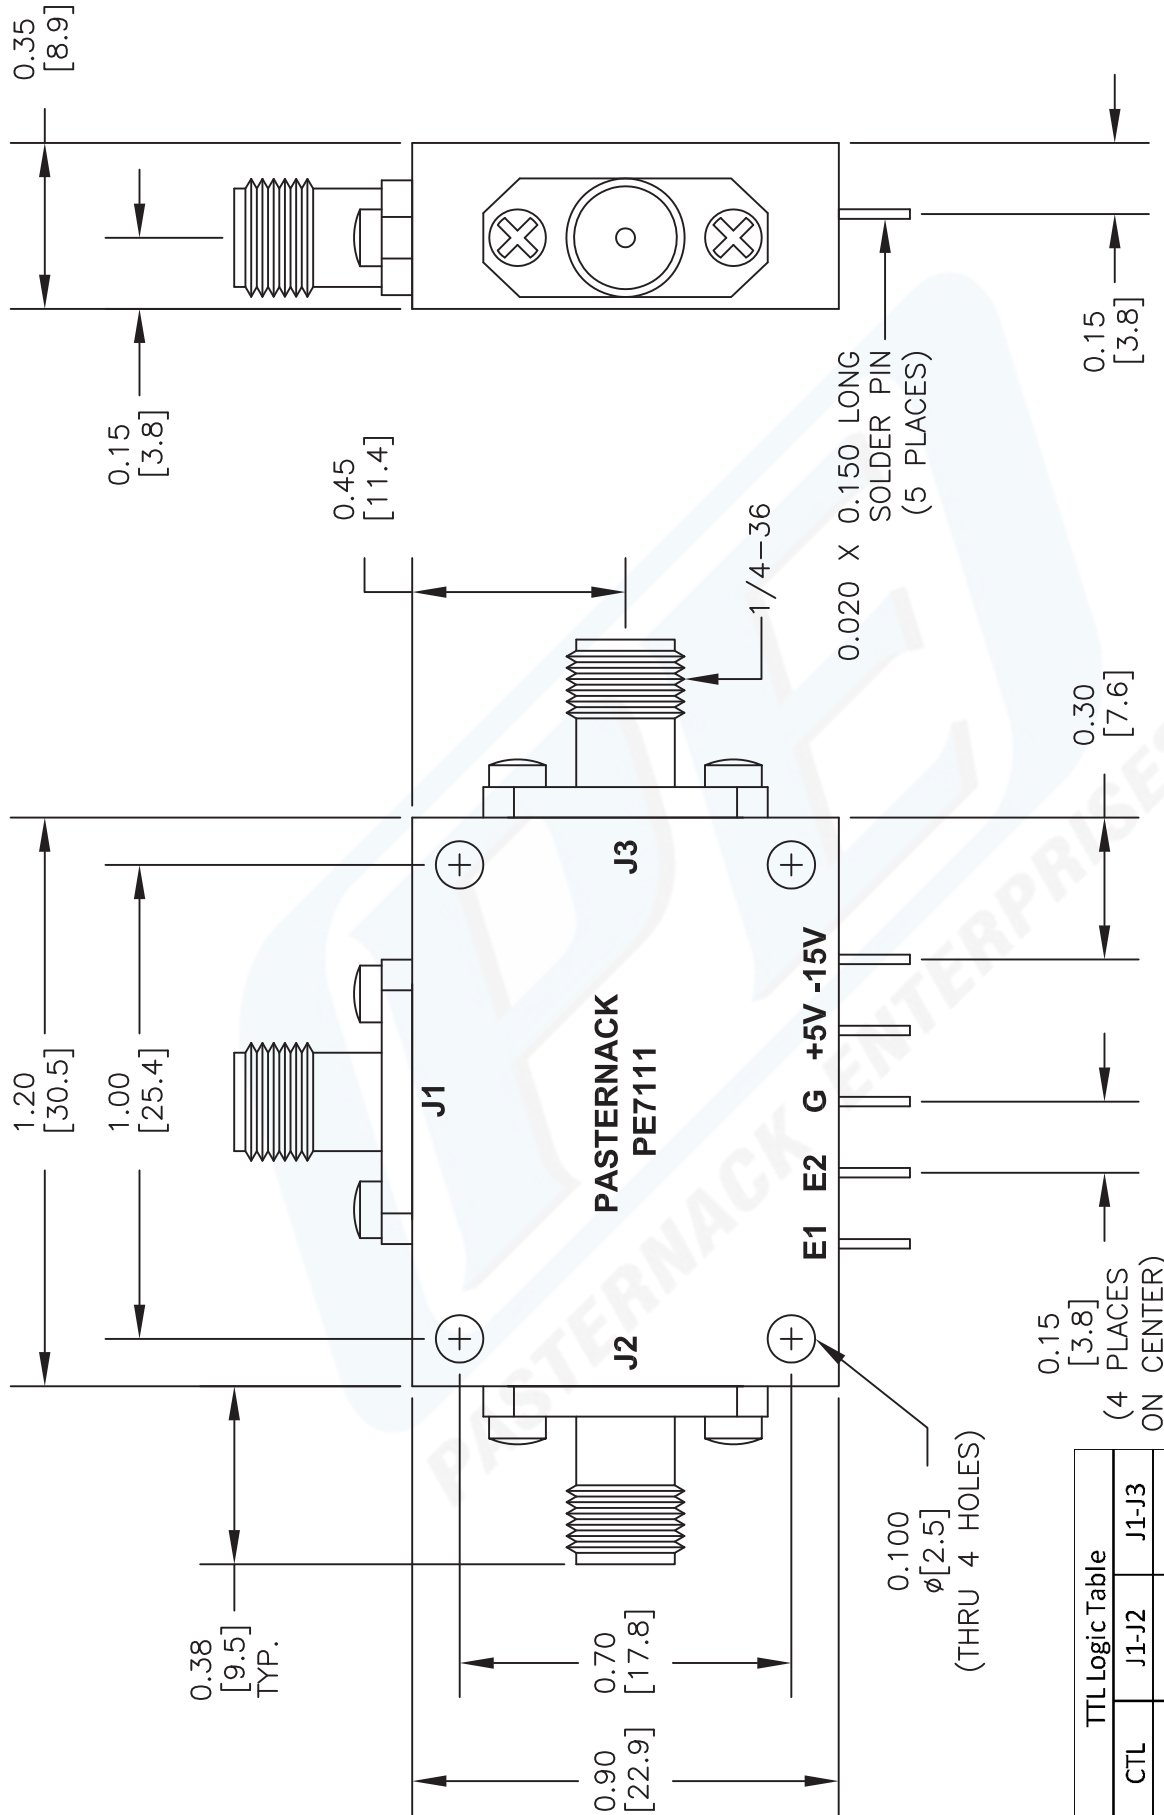 0.35
[8.9]
0.15
[3.8]
0.45
[11.4]
1/4-36
0.020 X 0.150 LONG
SOLDER PIN
(5 PLACES)
0.15
[3.8]
1.20
[30.5]
1.00
[25.4]
0.30
[7.6]
J1
J2
J3
PASTERNACK
PE7111
E1 E2 G +5V -15V
0.38
[9.5]
TYP.
0.70
[17.8]
0.90
[22.9]
0.100
ø[2.5]
(THRU 4 HOLES)
0.15
[3.8]
(4 PLACES
ON CENTER)
TTL Logic Table
CTL J1-J2 J1-J3
PE
PASTERNACK ENTERPRISES